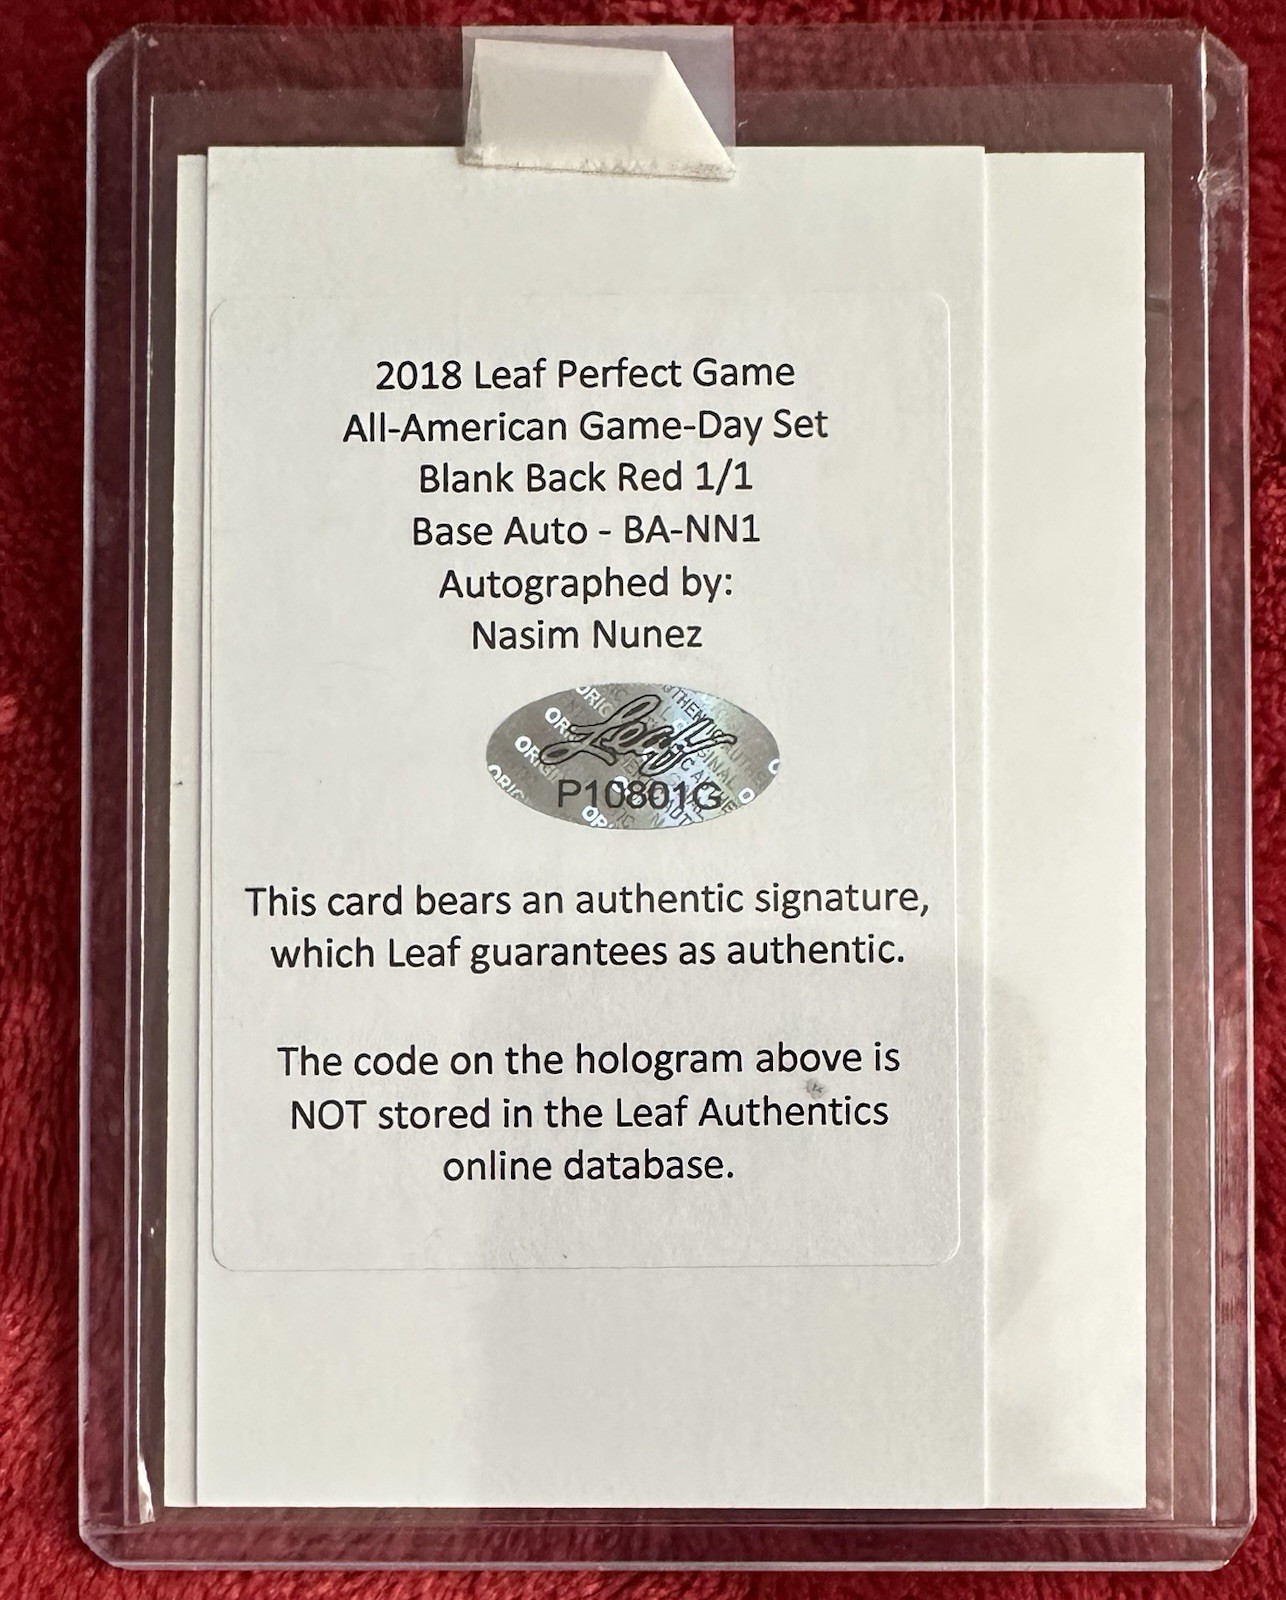 2018 Leaf Perfect Game
All-American Game-Day Set
Blank Back Red 1/1
Base Auto - BA-NN1
Autographed by:
Nasim Nunez
Leaf
P10801G
This card bears an authentic signature,
which Leaf guarantees as authentic.
The code on the hologram above is
NOT stored in the Leaf Authentics
online database.